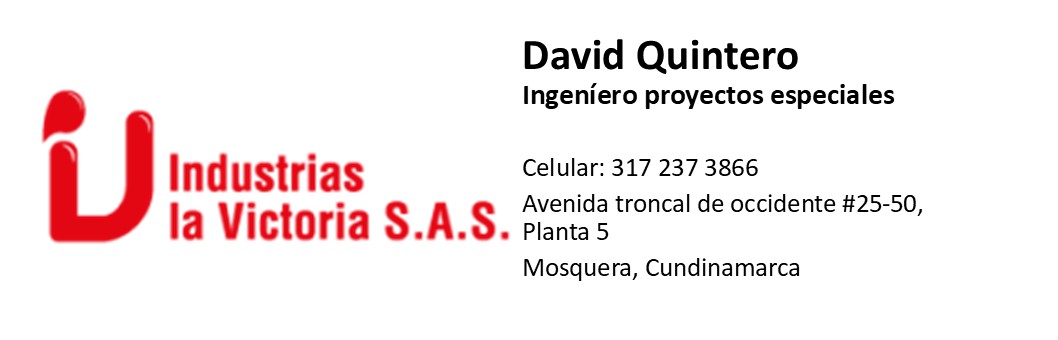 David Quintero
Ingeníero proyectos especiales
Industrias
la Victoria S.A.S.
Celular: 317 237 3866
Avenida troncal de occidente #25-50,
Planta 5
Mosquera, Cundinamarca